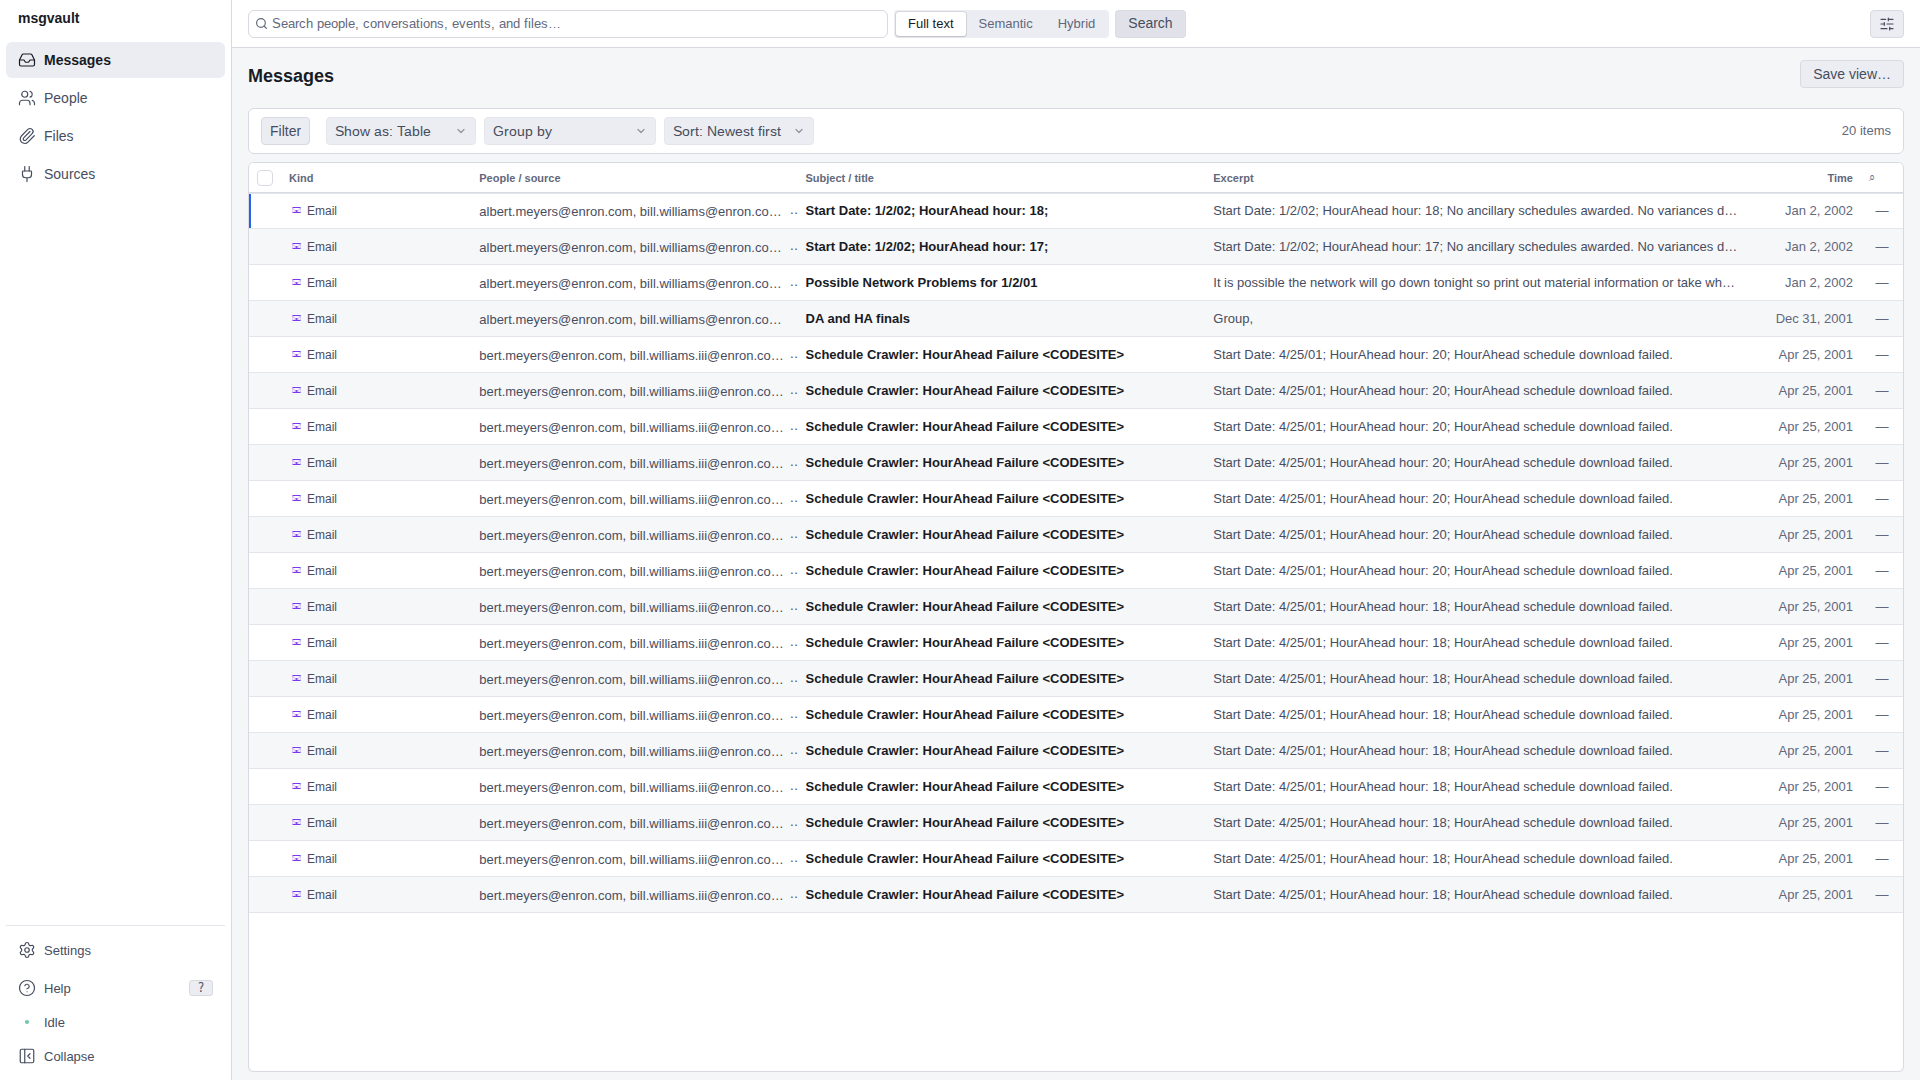 msgvault
Messages
People
Files
Sources
Settings
Help ?
Idle
Collapse
Search people, conversations, events, and files…
Full text Semantic Hybrid Search
Messages Save view…
Filter Show as: Table Group by Sort: Newest first 20 items
Kind People / source Subject / title Excerpt Time
Email albert.meyers@enron.com, bill.williams@enron.co… .. Start Date: 1/2/02; HourAhead hour: 18; Start Date: 1/2/02; HourAhead hour: 18; No ancillary schedules awarded. No variances d… Jan 2, 2002 —
Email albert.meyers@enron.com, bill.williams@enron.co… .. Start Date: 1/2/02; HourAhead hour: 17; Start Date: 1/2/02; HourAhead hour: 17; No ancillary schedules awarded. No variances d… Jan 2, 2002 —
Email albert.meyers@enron.com, bill.williams@enron.co… .. Possible Network Problems for 1/2/01 It is possible the network will go down tonight so print out material information or take wh… Jan 2, 2002 —
Email albert.meyers@enron.com, bill.williams@enron.co… DA and HA finals Group, Dec 31, 2001 —
Email bert.meyers@enron.com, bill.williams.iii@enron.co… .. Schedule Crawler: HourAhead Failure <CODESITE> Start Date: 4/25/01; HourAhead hour: 20; HourAhead schedule download failed. Apr 25, 2001 —
Email bert.meyers@enron.com, bill.williams.iii@enron.co… .. Schedule Crawler: HourAhead Failure <CODESITE> Start Date: 4/25/01; HourAhead hour: 20; HourAhead schedule download failed. Apr 25, 2001 —
Email bert.meyers@enron.com, bill.williams.iii@enron.co… .. Schedule Crawler: HourAhead Failure <CODESITE> Start Date: 4/25/01; HourAhead hour: 20; HourAhead schedule download failed. Apr 25, 2001 —
Email bert.meyers@enron.com, bill.williams.iii@enron.co… .. Schedule Crawler: HourAhead Failure <CODESITE> Start Date: 4/25/01; HourAhead hour: 20; HourAhead schedule download failed. Apr 25, 2001 —
Email bert.meyers@enron.com, bill.williams.iii@enron.co… .. Schedule Crawler: HourAhead Failure <CODESITE> Start Date: 4/25/01; HourAhead hour: 20; HourAhead schedule download failed. Apr 25, 2001 —
Email bert.meyers@enron.com, bill.williams.iii@enron.co… .. Schedule Crawler: HourAhead Failure <CODESITE> Start Date: 4/25/01; HourAhead hour: 20; HourAhead schedule download failed. Apr 25, 2001 —
Email bert.meyers@enron.com, bill.williams.iii@enron.co… .. Schedule Crawler: HourAhead Failure <CODESITE> Start Date: 4/25/01; HourAhead hour: 20; HourAhead schedule download failed. Apr 25, 2001 —
Email bert.meyers@enron.com, bill.williams.iii@enron.co… .. Schedule Crawler: HourAhead Failure <CODESITE> Start Date: 4/25/01; HourAhead hour: 18; HourAhead schedule download failed. Apr 25, 2001 —
Email bert.meyers@enron.com, bill.williams.iii@enron.co… .. Schedule Crawler: HourAhead Failure <CODESITE> Start Date: 4/25/01; HourAhead hour: 18; HourAhead schedule download failed. Apr 25, 2001 —
Email bert.meyers@enron.com, bill.williams.iii@enron.co… .. Schedule Crawler: HourAhead Failure <CODESITE> Start Date: 4/25/01; HourAhead hour: 18; HourAhead schedule download failed. Apr 25, 2001 —
Email bert.meyers@enron.com, bill.williams.iii@enron.co… .. Schedule Crawler: HourAhead Failure <CODESITE> Start Date: 4/25/01; HourAhead hour: 18; HourAhead schedule download failed. Apr 25, 2001 —
Email bert.meyers@enron.com, bill.williams.iii@enron.co… .. Schedule Crawler: HourAhead Failure <CODESITE> Start Date: 4/25/01; HourAhead hour: 18; HourAhead schedule download failed. Apr 25, 2001 —
Email bert.meyers@enron.com, bill.williams.iii@enron.co… .. Schedule Crawler: HourAhead Failure <CODESITE> Start Date: 4/25/01; HourAhead hour: 18; HourAhead schedule download failed. Apr 25, 2001 —
Email bert.meyers@enron.com, bill.williams.iii@enron.co… .. Schedule Crawler: HourAhead Failure <CODESITE> Start Date: 4/25/01; HourAhead hour: 18; HourAhead schedule download failed. Apr 25, 2001 —
Email bert.meyers@enron.com, bill.williams.iii@enron.co… .. Schedule Crawler: HourAhead Failure <CODESITE> Start Date: 4/25/01; HourAhead hour: 18; HourAhead schedule download failed. Apr 25, 2001 —
Email bert.meyers@enron.com, bill.williams.iii@enron.co… .. Schedule Crawler: HourAhead Failure <CODESITE> Start Date: 4/25/01; HourAhead hour: 18; HourAhead schedule download failed. Apr 25, 2001 —